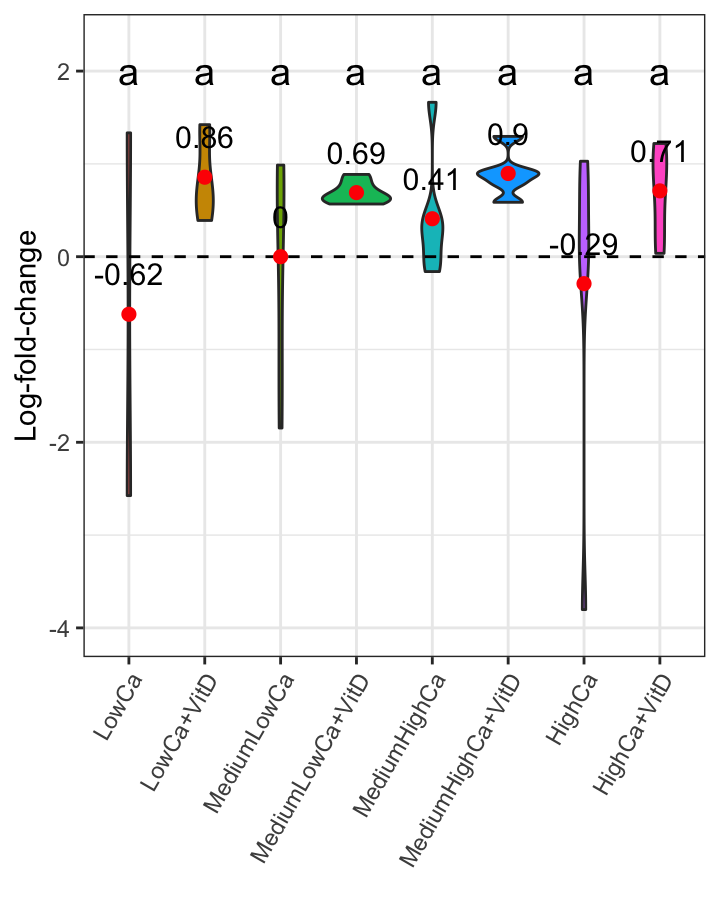 a a a a a a a a
2
0.86
0.9
0.69
0.71
0.41
0
-0.29
0
-0.62
Log-fold-change
-2
-4
LowCa
LowCa+VitD
MediumLowCa
MediumLowCa+VitD
MediumHighCa
MediumHighCa+VitD
HighCa
HighCa+VitD